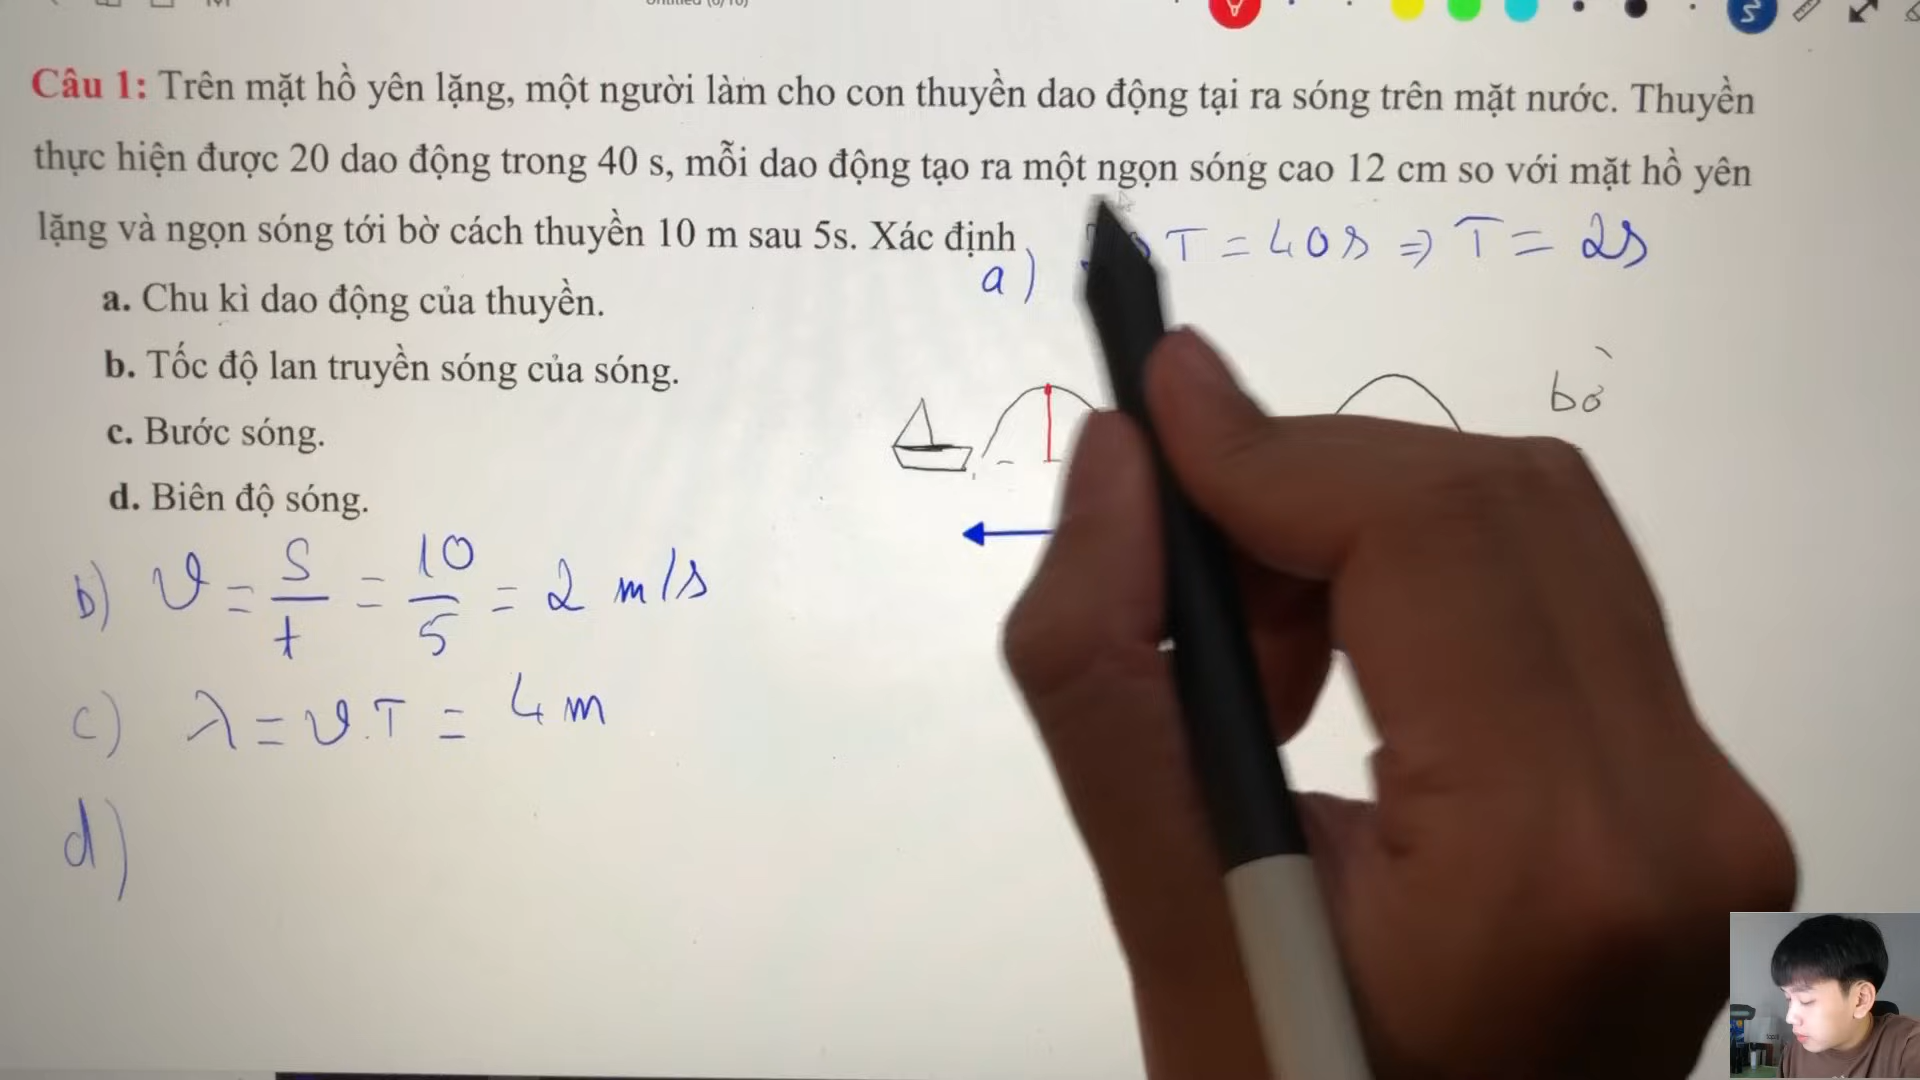 Câu 1: Trên mặt hồ yên lặng, một người làm cho con thuyền dao động tại ra sóng trên mặt nước. Thuyền
thực hiện được 20 dao động trong 40 s, mỗi dao động tạo ra một ngọn sóng cao 12 cm so với mặt hồ yên
lặng và ngọn sóng tới bờ cách thuyền 10 m sau 5s. Xác định
a) T = 40s => T = 2s
a. Chu kì dao động của thuyền.
b. Tốc độ lan truyền sóng của sóng.
bờ
c. Bước sóng.
d. Biên độ sóng.
b) v = s/t = 10/5 = 2 m/s
c) λ = v.T = 4m
d)